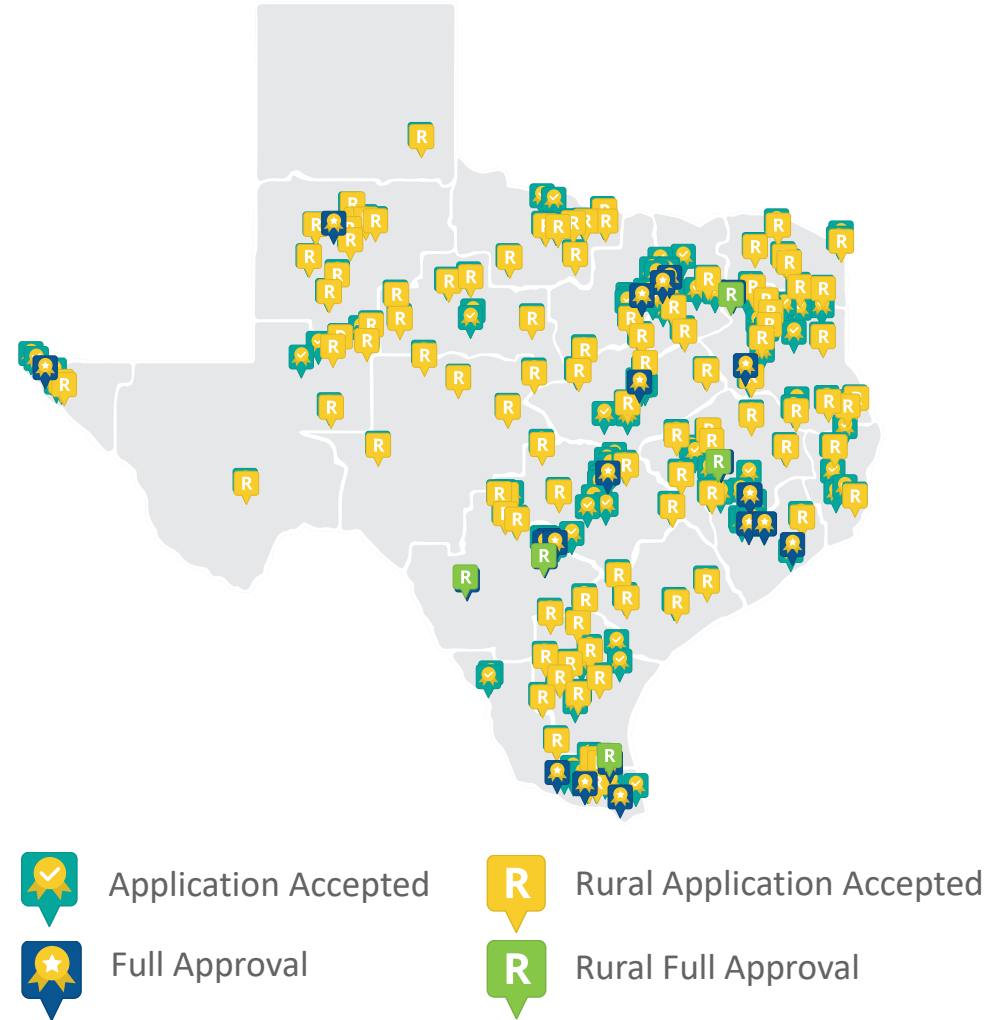 Application Accepted
R Rural Application Accepted
Full Approval
R Rural Full Approval